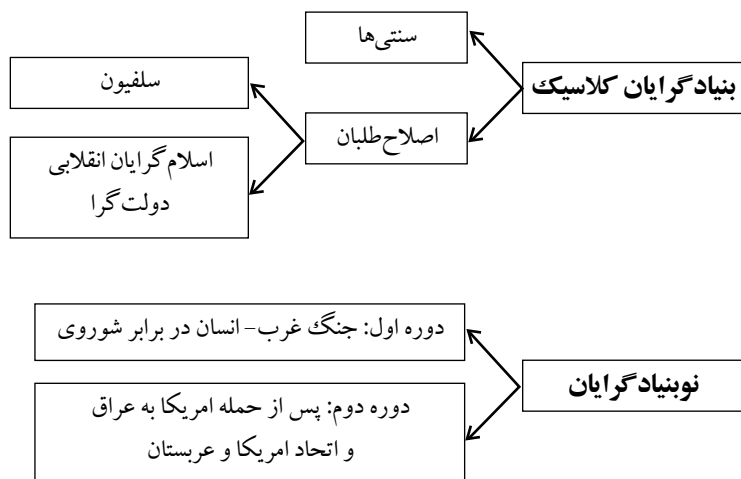 بنیادگرایان کلاسیک
سنتی‌ها
اصلاح‌طلبان
سلفیون
اسلام‌گرایان انقلابی
دولت‌گرا
نوبنیادگرایان
دوره اول: جنگ غرب- انسان در برابر شوروی
دوره دوم: پس از حمله امریکا به عراق
و اتحاد امریکا و عربستان